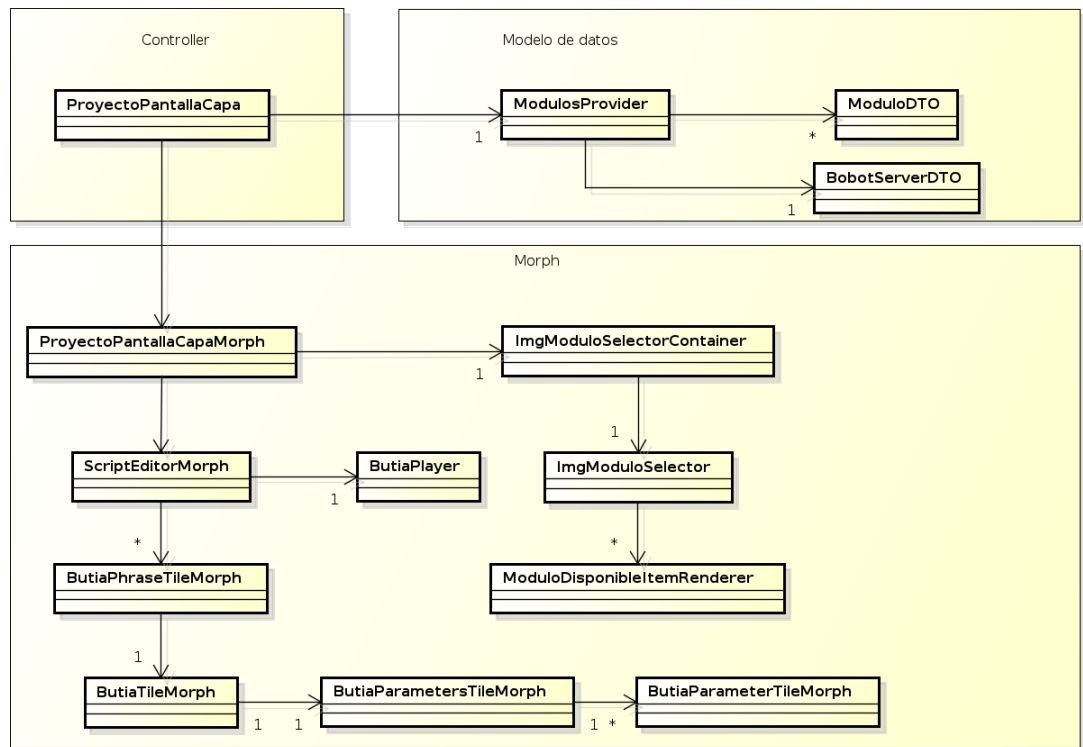 Controller
Modelo de datos
ProyectoPantallaCapa
ModulosProvider
ModuloDTO
1
*
BobotServerDTO
1
Morph
ProyectoPantallaCapaMorph
ImgModuloSelectorContainer
1
1
ScriptEditorMorph
ButiaPlayer
ImgModuloSelector
1
*
*
ButiaPhraseTileMorph
ModuloDisponibleItemRenderer
1
ButiaTileMorph
ButiaParametersTileMorph
ButiaParameterTileMorph
1 1
1 *